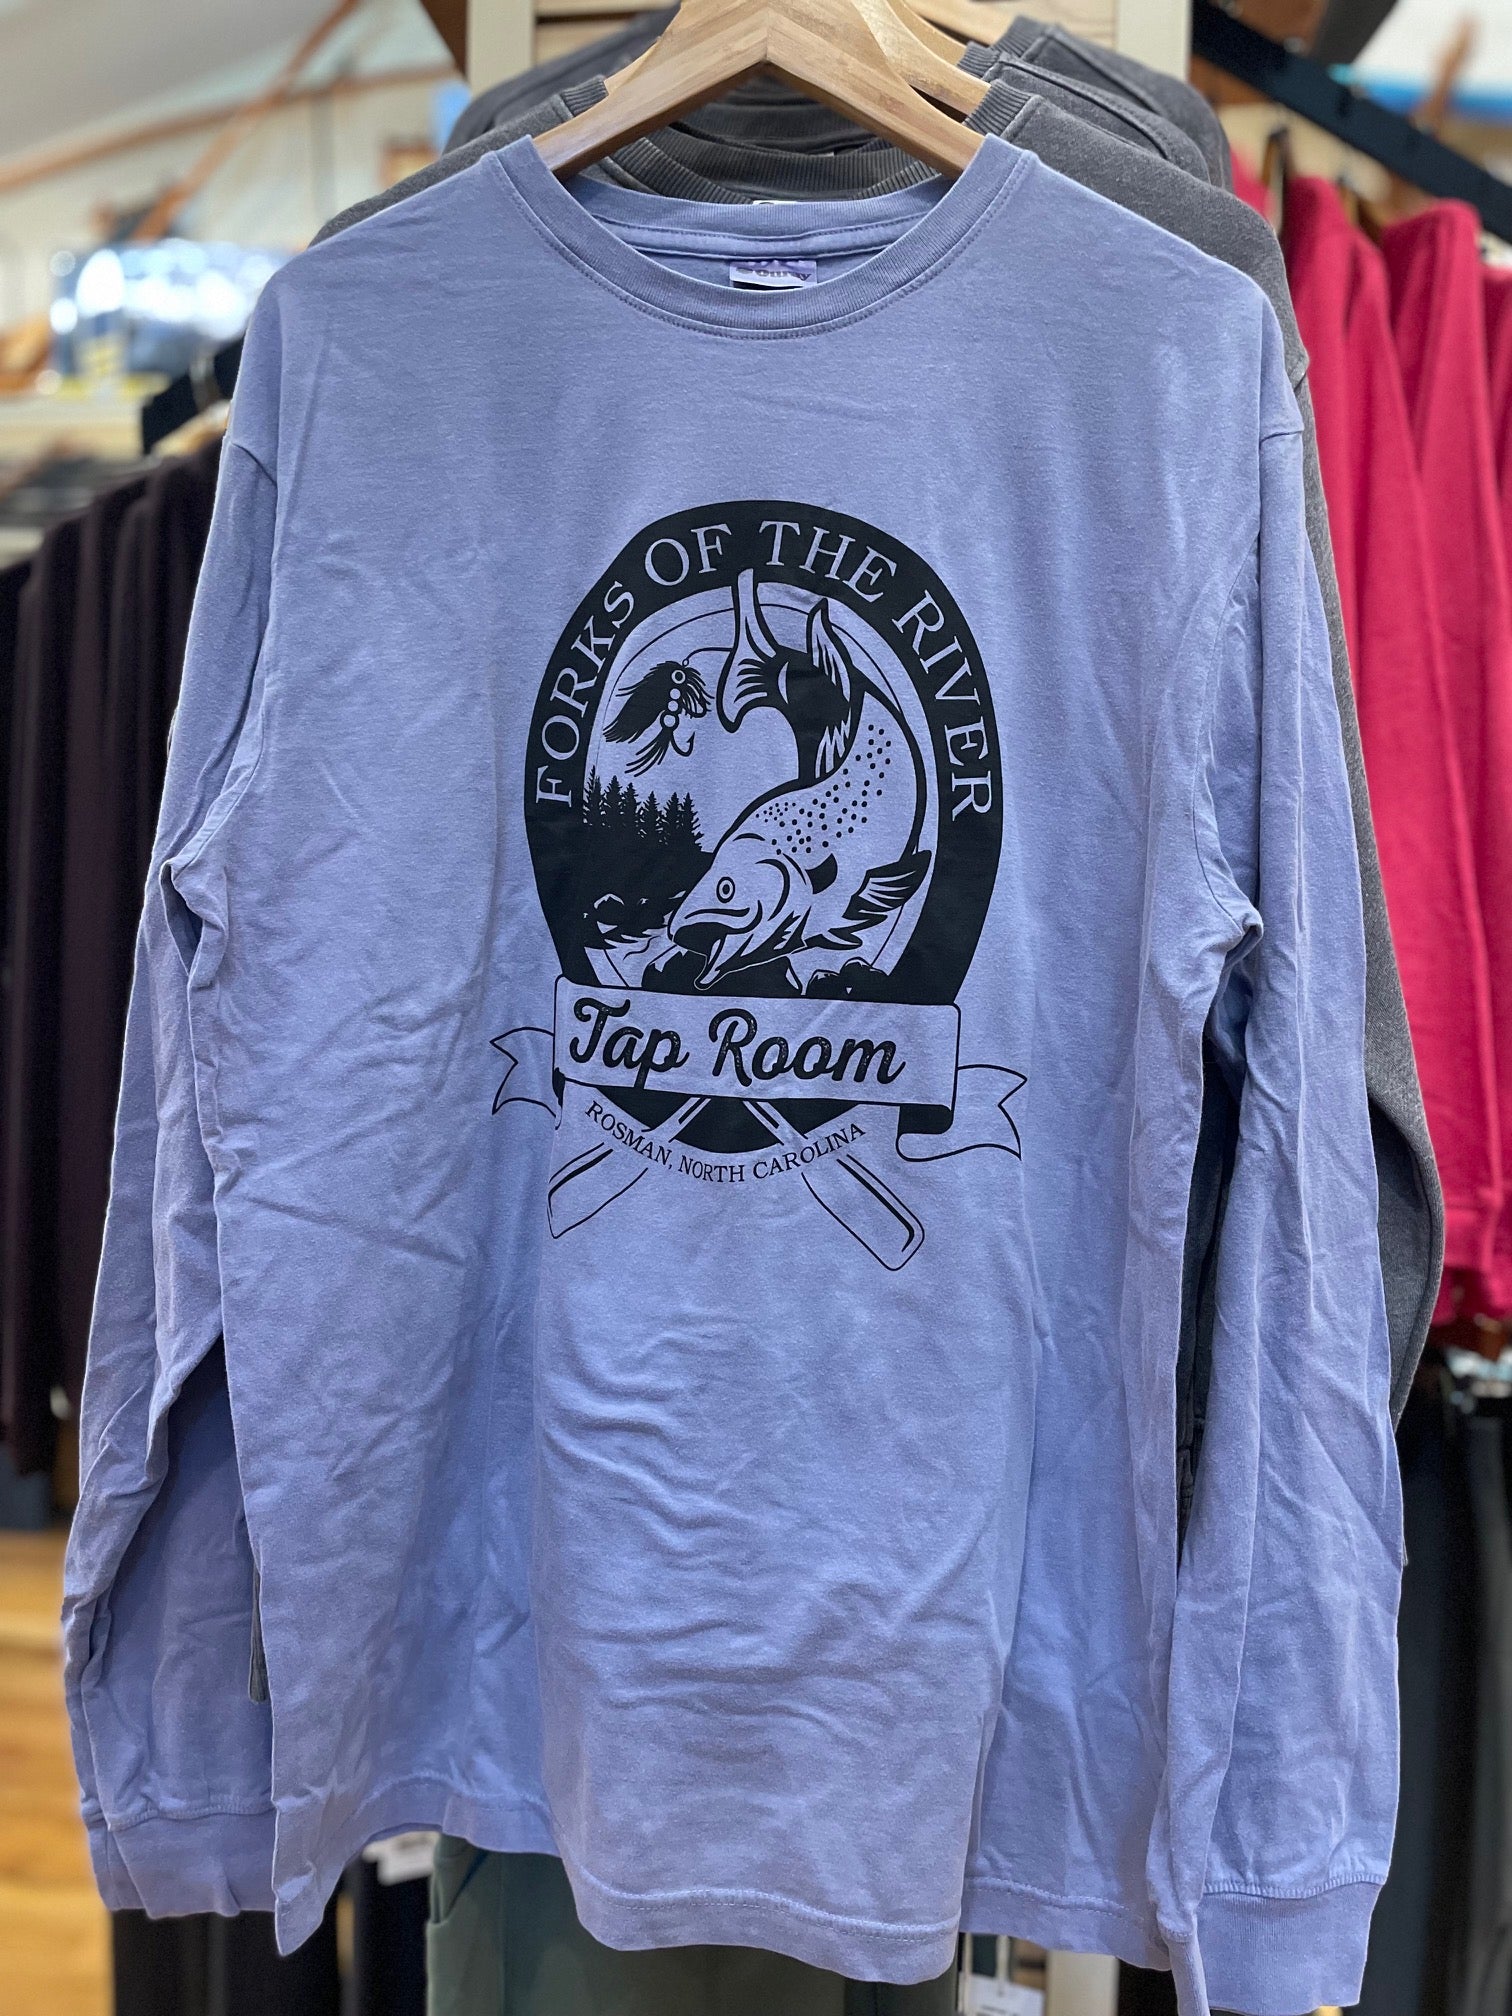 FORKS OF THE RIVER
Tap Room
ROSMAN, NORTH CAROLINA